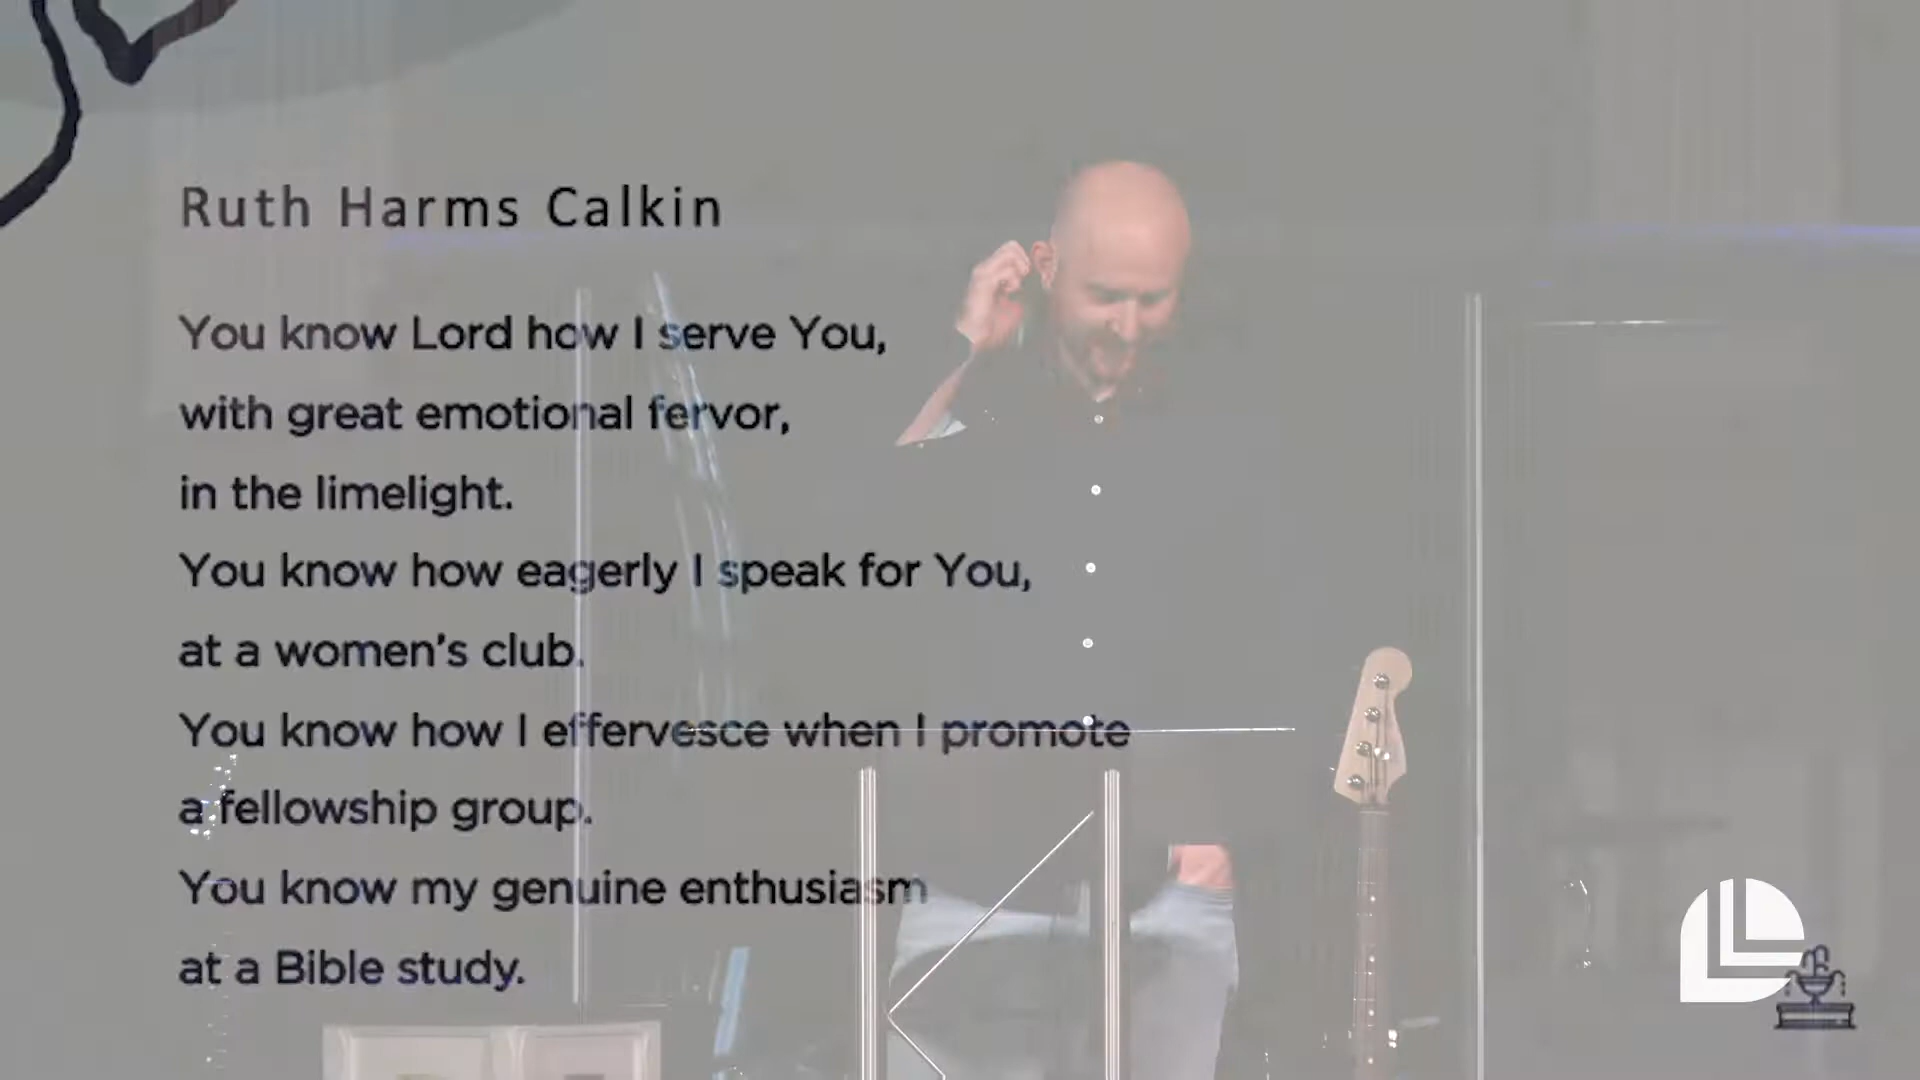 Ruth Harms Calkin
You know Lord how I serve You,
with great emotional fervor,
in the limelight.
You know how eagerly I speak for You,
at a women's club.
You know how I effervesce when I promote
a fellowship group.
You know my genuine enthusiasm
at a Bible study.